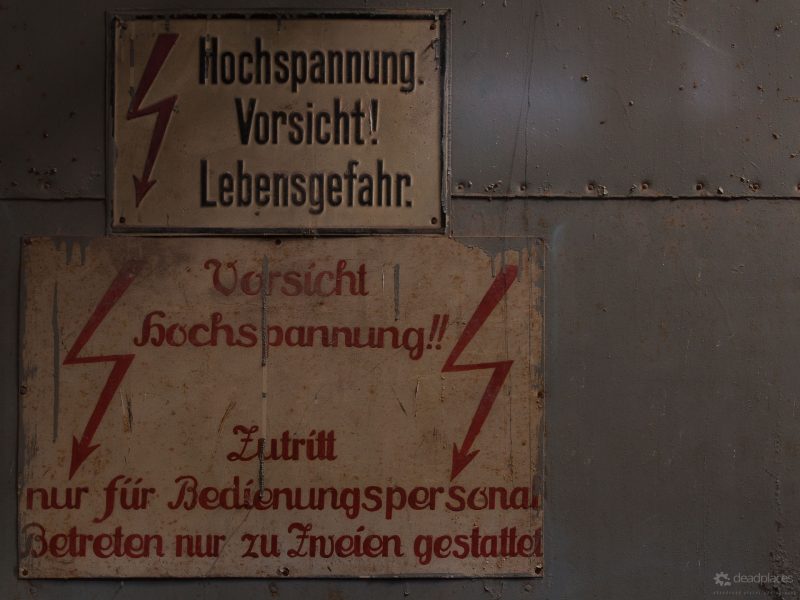 Hochspannung.
Vorsicht!
Lebensgefahr.
Vorsicht
Hochspannung!!
Zutritt
nur für Bedienungspersonal
Betreten nur zu Zweien gestattet
deadplaces